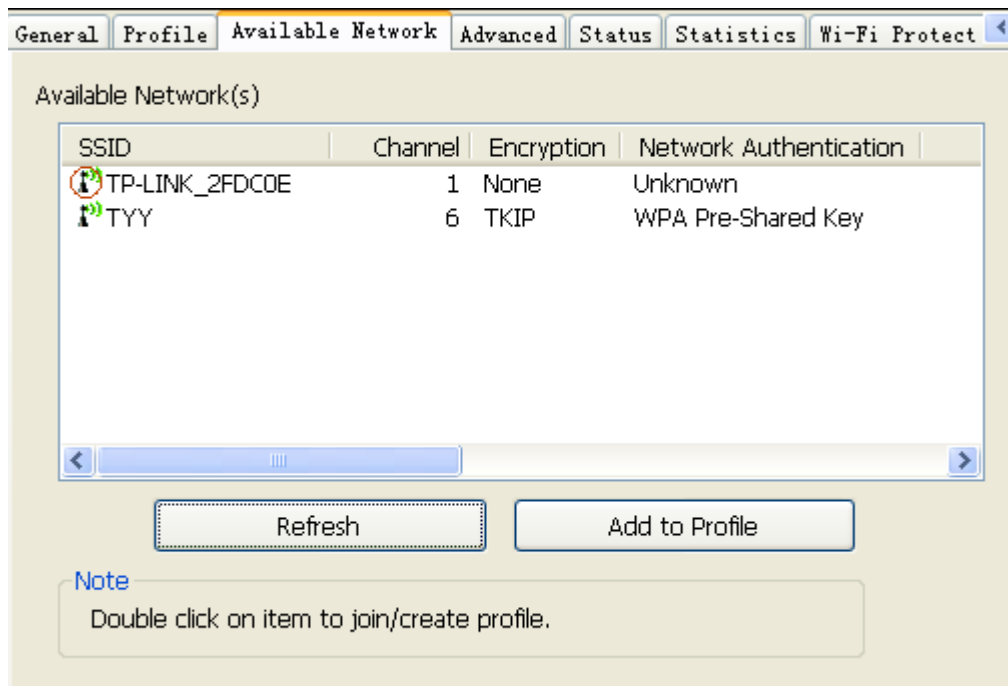 General Profile Available Network Advanced Status Statistics Wi-Fi Protect
Available Network(s)
SSID Channel Encryption Network Authentication
TP-LINK_2FDC0E 1 None Unknown
TYY 6 TKIP WPA Pre-Shared Key
Refresh Add to Profile
Note
Double click on item to join/create profile.